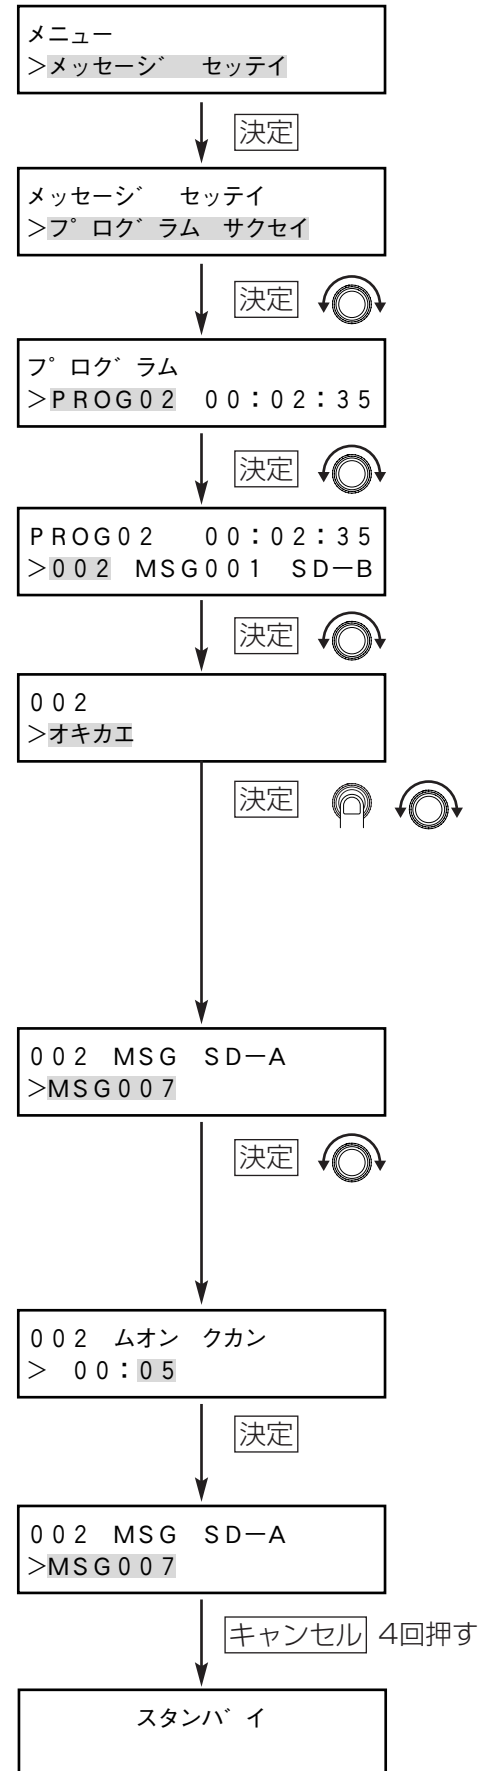 メニュー
>メッセージ セッテイ
決定
メッセージ セッテイ
>プログラム サクセイ
決定
プログラム
>PROG02 00:02:35
決定
PROG02 00:02:35
>002 MSG001 SD-B
決定
002
>オキカエ
決定
002 MSG SD-A
>MSG007
決定
002 ムオン クカン
> 00:05
決定
002 MSG SD-A
>MSG007
キャンセル 4回押す
スタンバイ